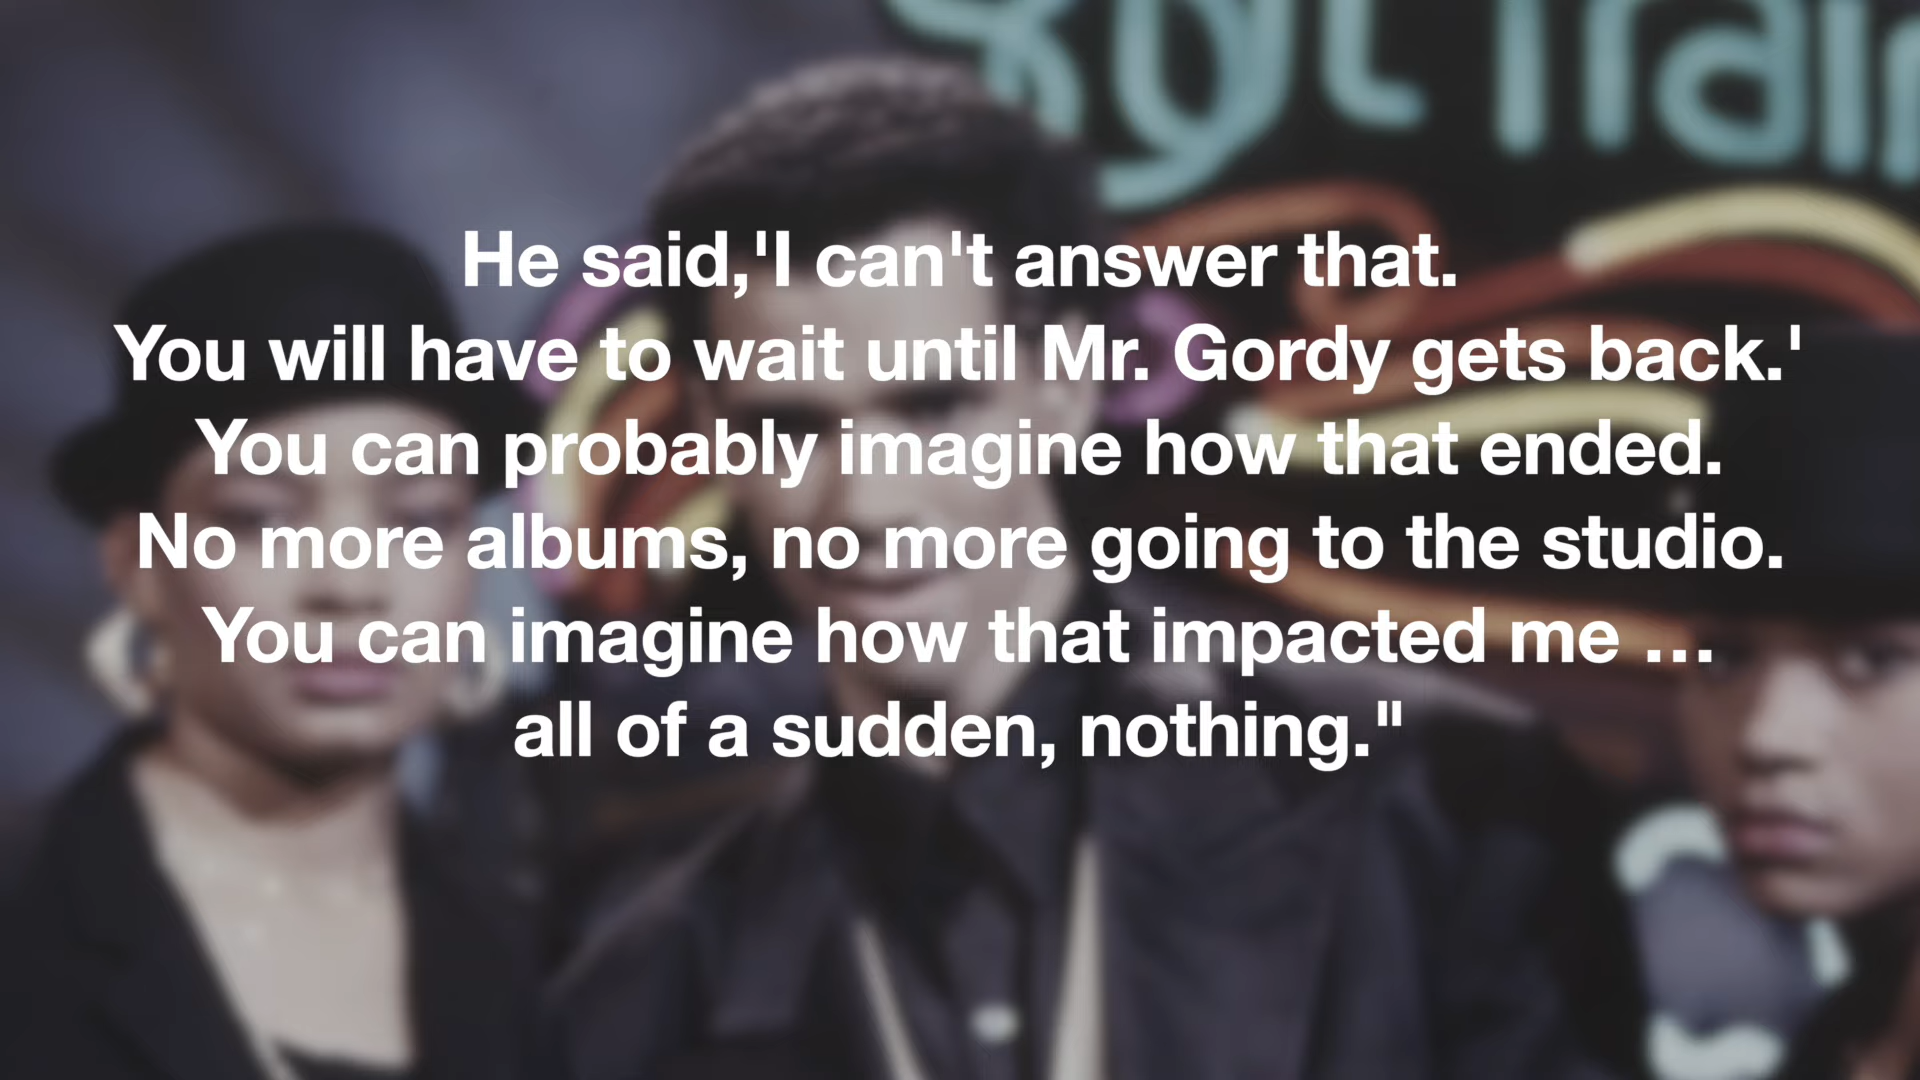 He said,'I can't answer that.
You will have to wait until Mr. Gordy gets back.'
You can probably imagine how that ended.
No more albums, no more going to the studio.
You can imagine how that impacted me ...
all of a sudden, nothing."
Train